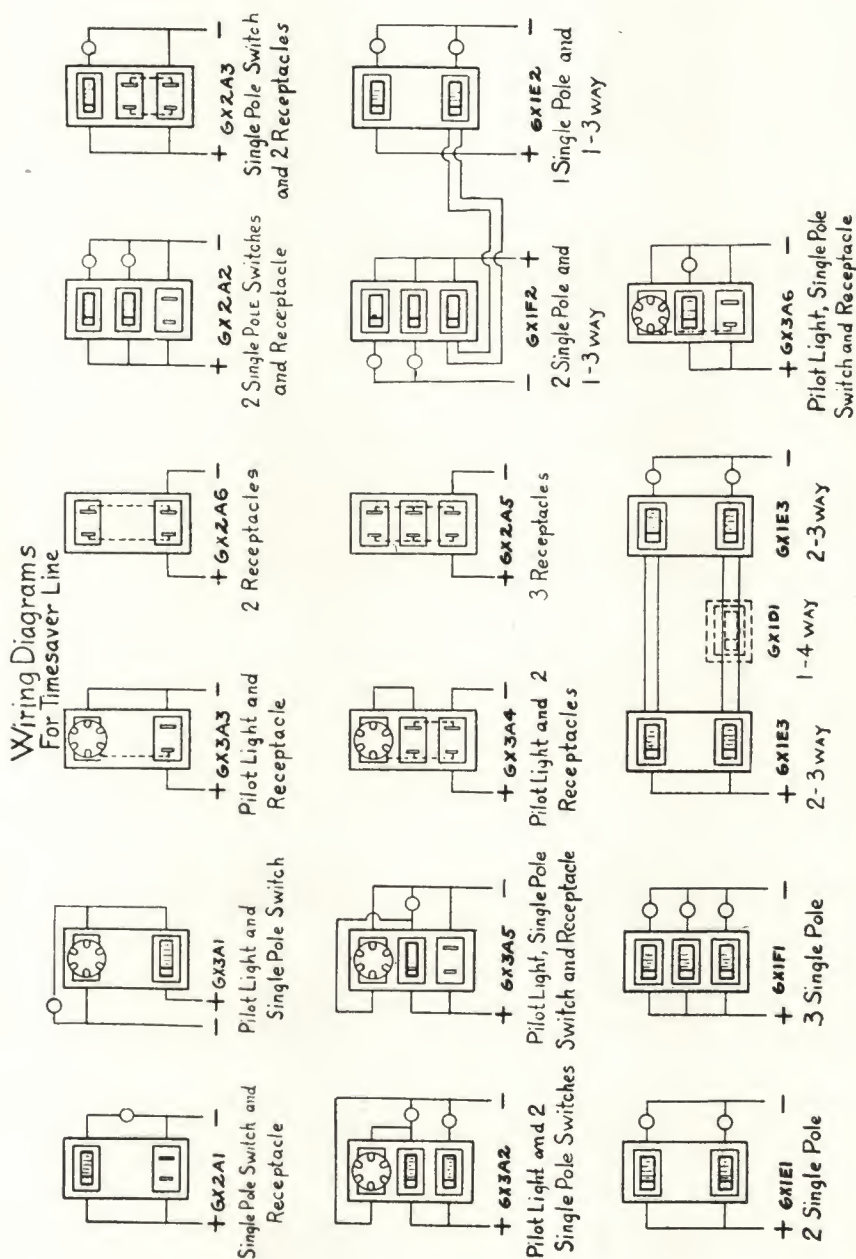 Wiring Diagrams
For Timesaver Line
+ GX2A1 −
Single Pole Switch and
Receptacle
− + GX3A1
Pilot Light and
Single Pole Switch
+ GX3A3 −
Pilot Light and
Receptacle
+ GX2A6 −
2 Receptacles
+ GX2A2 −
2 Single Pole Switches
and Receptacle
+ GX2A3 −
Single Pole Switch
and 2 Receptacles
+ GX3A2 −
Pilot Light and 2
Single Pole Switches
+ GX3A5 −
Pilot Light, Single Pole
Switch and Receptacle
+ GX3A4 −
Pilot Light and 2
Receptacles
+ GX2A5 −
3 Receptacles
− GX1F2 +
2 Single Pole and
1-3 WAY
+ GX1E2 −
1 Single Pole and
1-3 WAY
+ GX1E1 −
2 Single Pole
+ GX1F1 −
3 Single Pole
+ GX1E3
2-3 WAY
GX1D1
1-4 WAY
GX1E3 −
2-3 WAY
+ GX3A6 −
Pilot Light, Single Pole
Switch and Receptacle